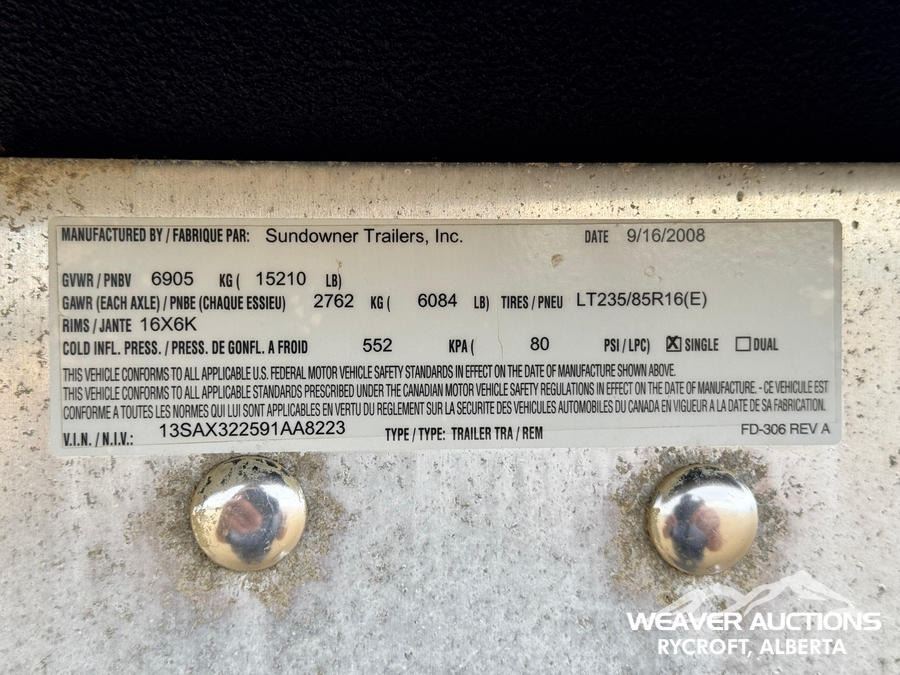 MANUFACTURED BY / FABRIQUE PAR: Sundowner Trailers, Inc. DATE 9/16/2008
GVWR / PNBV 6905 KG ( 15210 LB)
GAWR (EACH AXLE) / PNBE (CHAQUE ESSIEU) 2762 KG ( 6084 LB) TIRES / PNEU LT235/85R16(E)
RIMS / JANTE 16X6K
COLD INFL. PRESS. / PRESS. DE GONFL. A FROID 552 KPA ( 80 PSI / LPC) ☒ SINGLE ☐ DUAL
THIS VEHICLE CONFORMS TO ALL APPLICABLE U.S. FEDERAL MOTOR VEHICLE SAFETY STANDARDS IN EFFECT ON THE DATE OF MANUFACTURE SHOWN ABOVE.
THIS VEHICLE CONFORMS TO ALL APPLICABLE STANDARDS PRESCRIBED UNDER THE CANADIAN MOTOR VEHICLE SAFETY REGULATIONS IN EFFECT ON THE DATE OF MANUFACTURE. - CE VEHICULE EST
CONFORME A TOUTES LES NORMES QUI LUI SONT APPLICABLES EN VERTU DU REGLEMENT SUR LA SECURITE DES VEHICULES AUTOMOBILES DU CANADA EN VIGUEUR A LA DATE DE SA FABRICATION.
V.I.N. / N.I.V.: 13SAX322591AA8223 TYPE / TYPE: TRAILER TRA / REM FD-306 REV A
WEAVER AUCTIONS
RYCROFT, ALBERTA